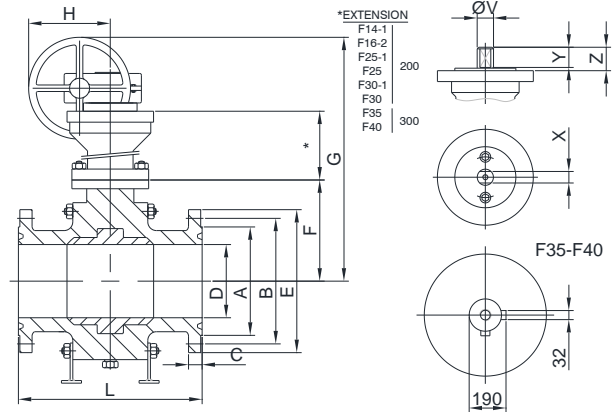 H
*EXTENSION
F14-1
F16-2
F25-1
F25
F30-1
F30
200
F35
F40
300
ØV
Y
Z
X
*
G
F
D
A
B
E
C
L
F35-F40
32
190